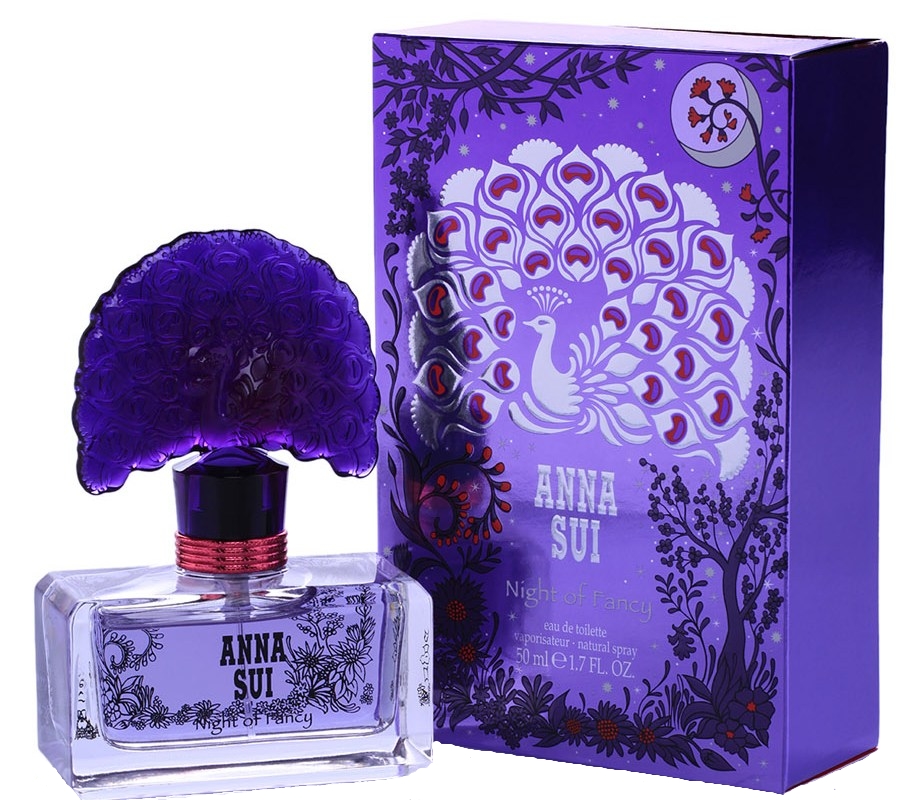 ANNA
SUI
Night of Fancy
eau de toilette
vaporisateur · natural spray
50 ml ℮ 1.7 FL. OZ.
ANNA
SUI
Night of Fancy